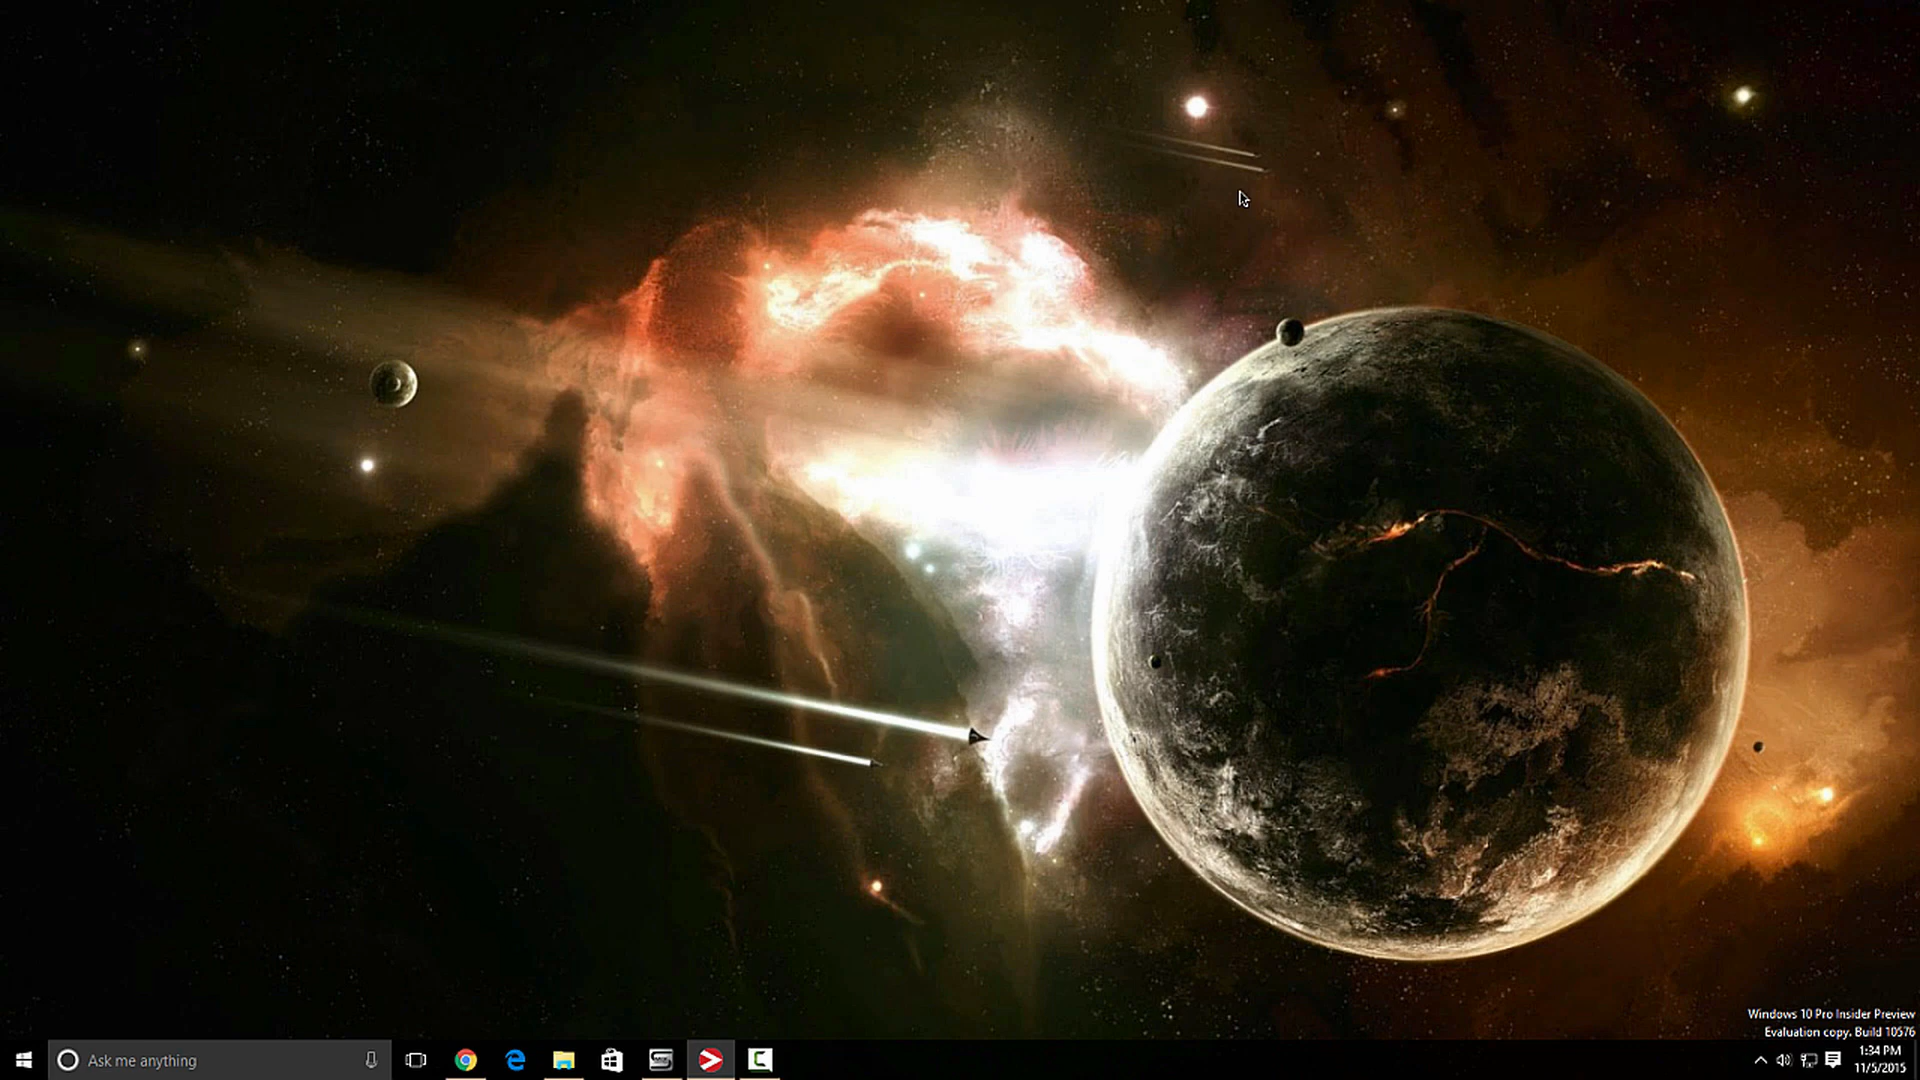 Windows 10 Pro Insider Preview
Evaluation copy. Build 10576
Ask me anything
1:34 PM
11/5/2015